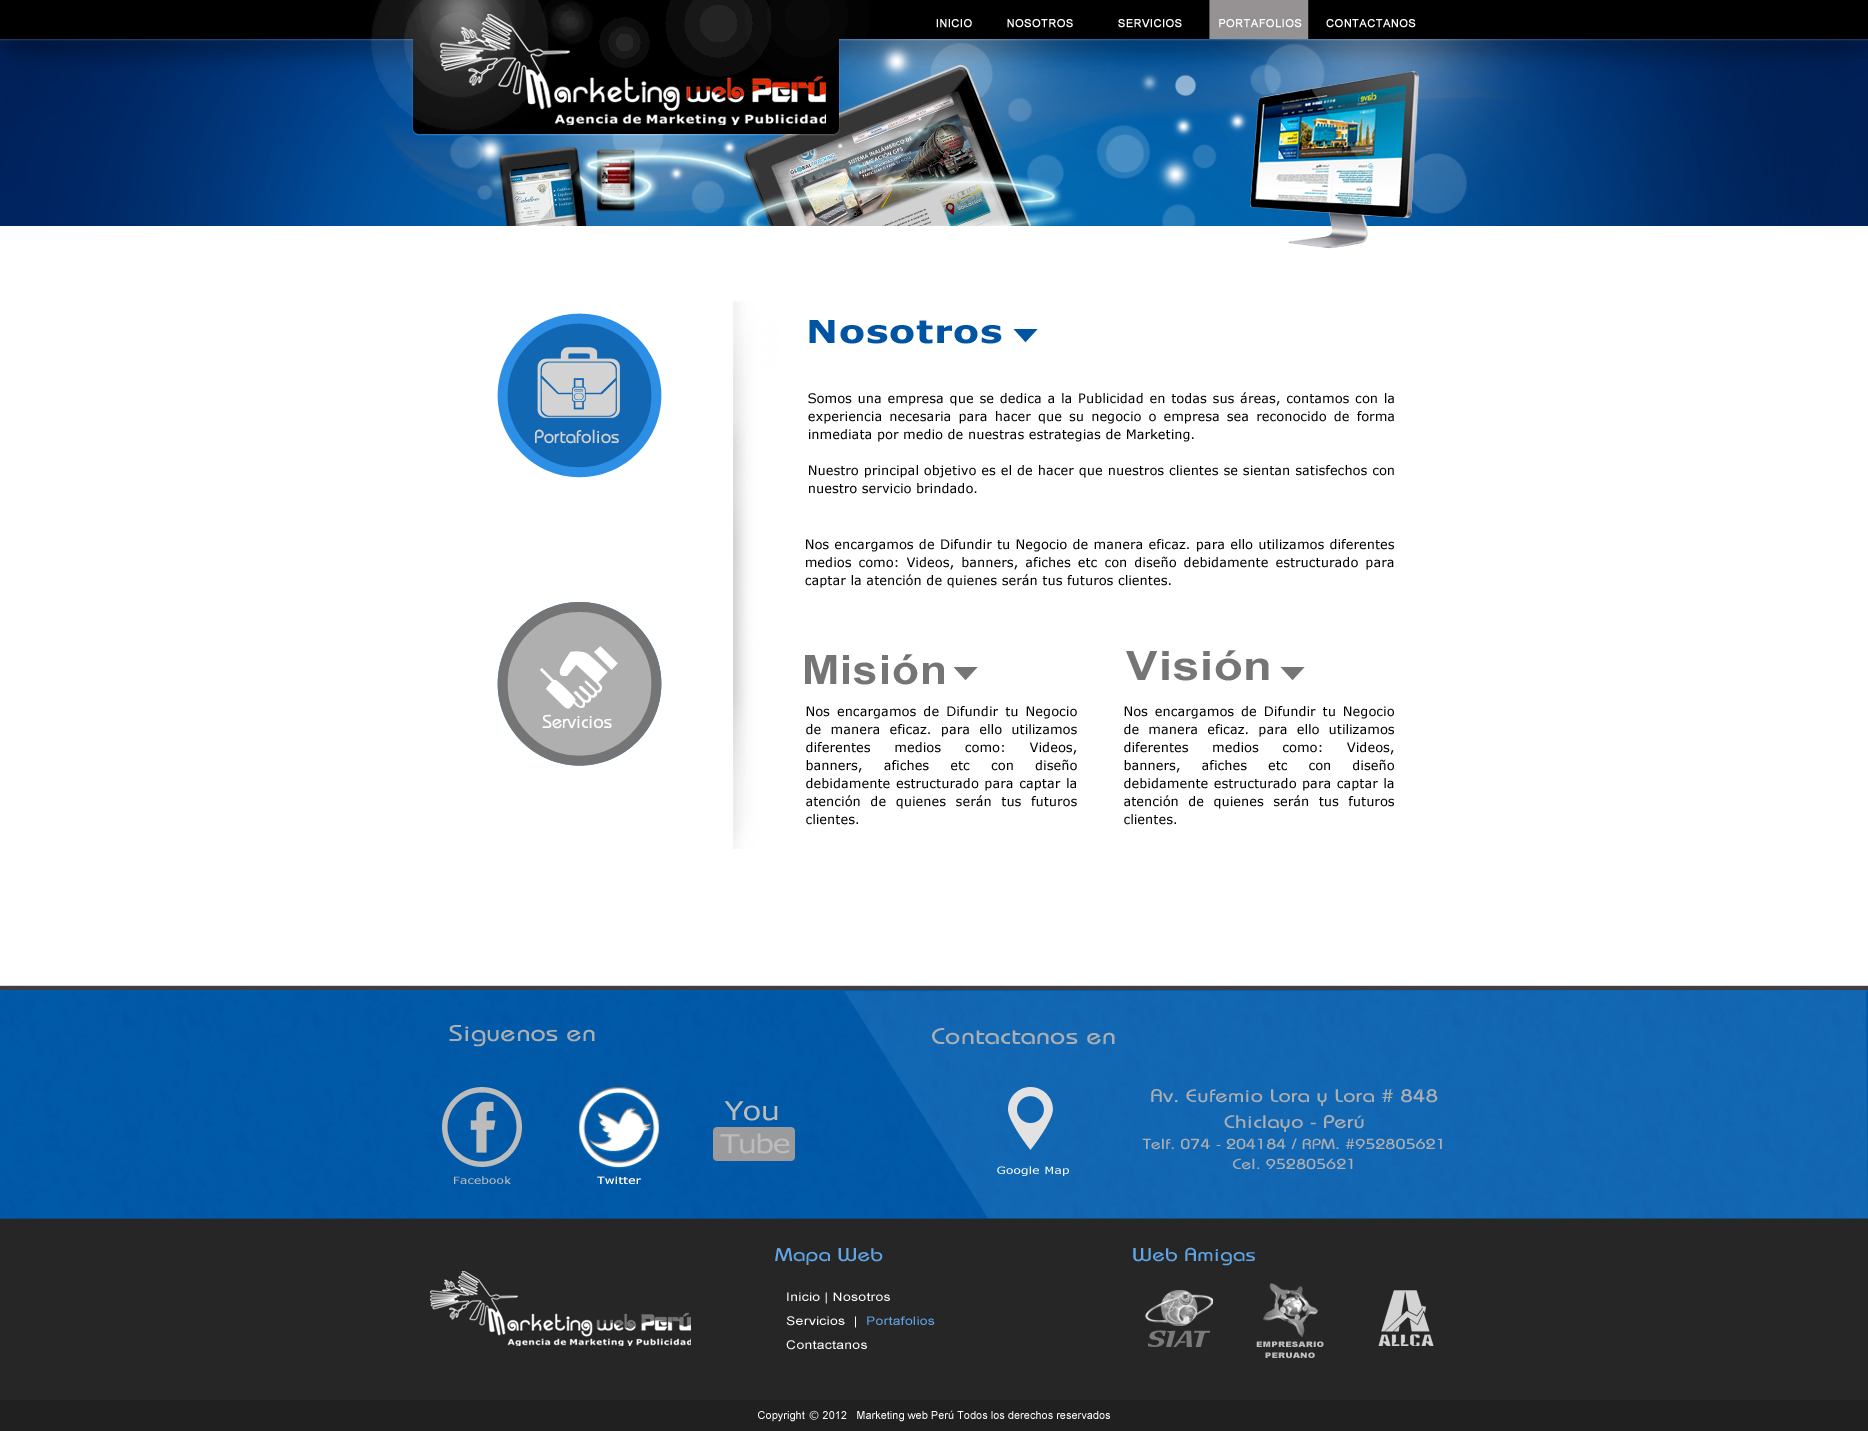 INICIO NOSOTROS SERVICIOS PORTAFOLIOS CONTACTANOS
Marketing web Perú
Agencia de Marketing y Publicidad
GLOBAL
SISTEMA INALÁMBRICO DE
UBICACIÓN GPS
Portafolios
Servicios
Nosotros
Somos una empresa que se dedica a la Publicidad en todas sus áreas, contamos con la
experiencia necesaria para hacer que su negocio o empresa sea reconocido de forma
inmediata por medio de nuestras estrategias de Marketing.
Nuestro principal objetivo es el de hacer que nuestros clientes se sientan satisfechos con
nuestro servicio brindado.
Nos encargamos de Difundir tu Negocio de manera eficaz. para ello utilizamos diferentes
medios como: Videos, banners, afiches etc con diseño debidamente estructurado para
captar la atención de quienes serán tus futuros clientes.
Misión
Nos encargamos de Difundir tu Negocio
de manera eficaz. para ello utilizamos
diferentes medios como: Videos,
banners, afiches etc con diseño
debidamente estructurado para captar la
atención de quienes serán tus futuros
clientes.
Visión
Nos encargamos de Difundir tu Negocio
de manera eficaz. para ello utilizamos
diferentes medios como: Videos,
banners, afiches etc con diseño
debidamente estructurado para captar la
atención de quienes serán tus futuros
clientes.
Siguenos en
Facebook
Twitter
You
Tube
Contactanos en
Google Map
Av. Eufemio Lora y Lora # 848
Chiclayo - Perú
Telf. 074 - 204184 / RPM. #952805621
Cel. 952805621
Marketing web Perú
Agencia de Marketing y Publicidad
Mapa Web
Inicio | Nosotros
Servicios | Portafolios
Contactanos
Web Amigas
SIAT
EMPRESARIO
PERUANO
ALLCA
Copyright © 2012 Marketing web Perú Todos los derechos reservados